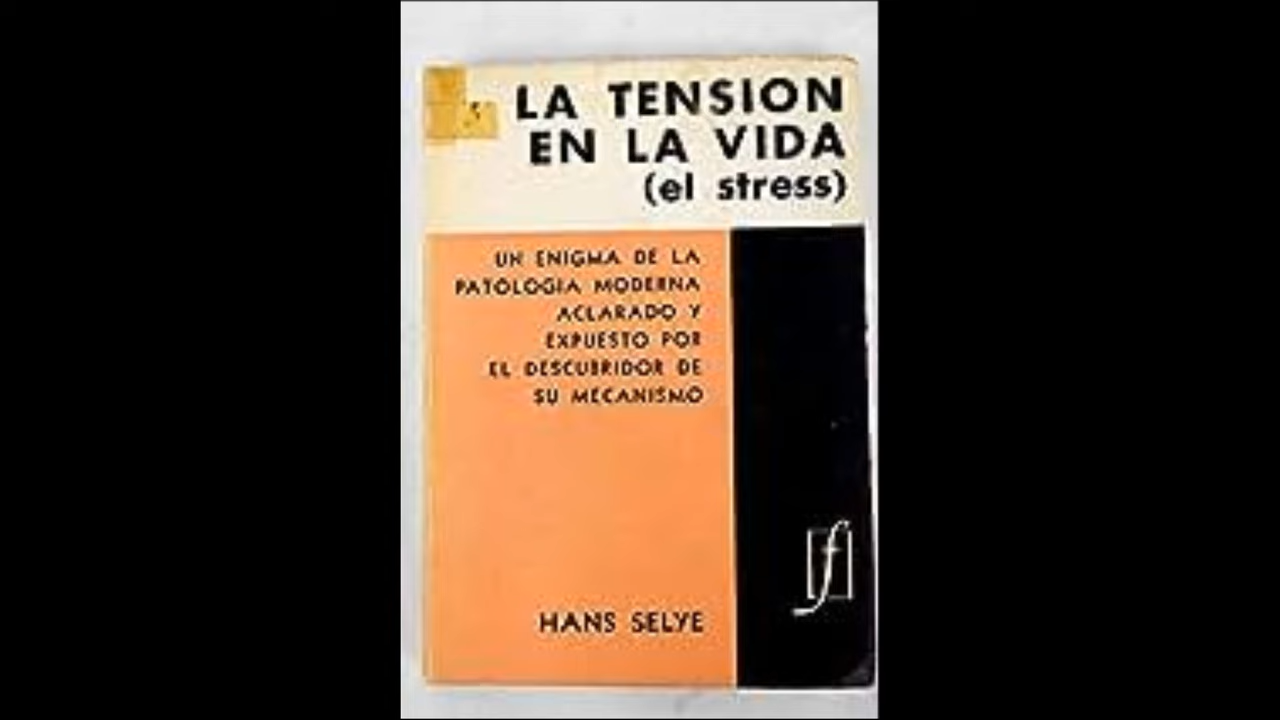 5
LA TENSION
EN LA VIDA
(el stress)
UN ENIGMA DE LA
PATOLOGIA MODERNA
ACLARADO Y
EXPUESTO POR
EL DESCUBRIDOR DE
SU MECANISMO
f
HANS SELYE